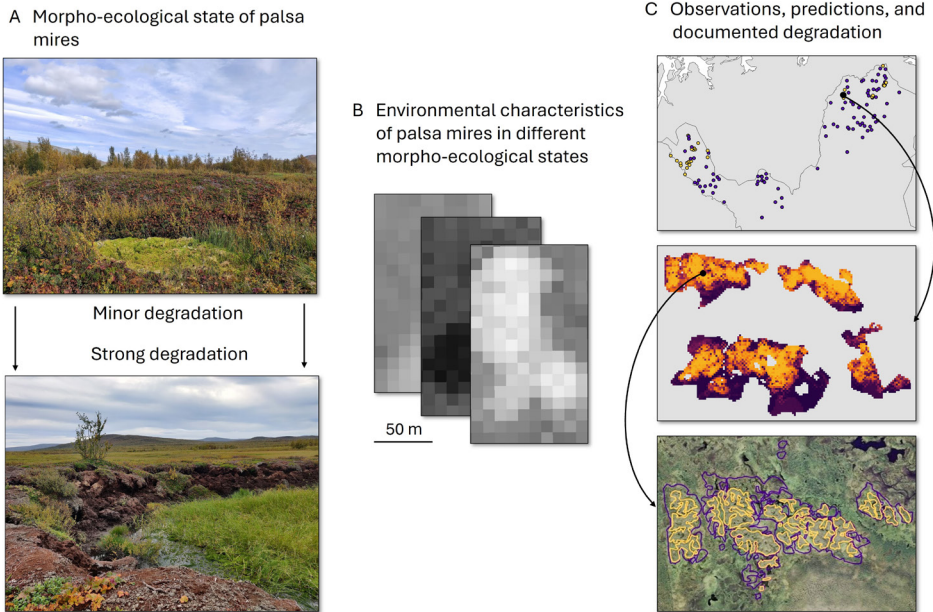 A Morpho-ecological state of palsa
mires
Minor degradation
Strong degradation
B Environmental characteristics
of palsa mires in different
morpho-ecological states
50 m
C Observations, predictions, and
documented degradation